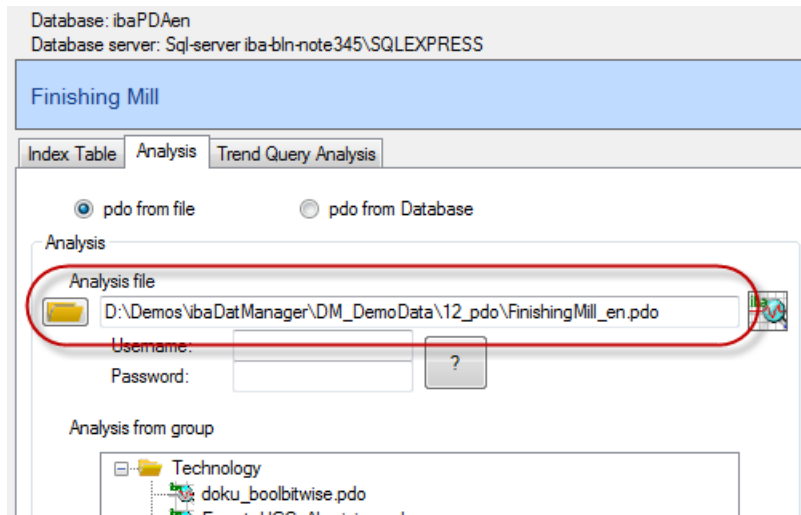 Database: ibaPDAen
Database server: Sql-server iba-bln-note345\SQLEXPRESS
Finishing Mill
Index Table Analysis Trend Query Analysis
pdo from file pdo from Database
Analysis
Analysis file
D:\Demos\ibaDatManager\DM_DemoData\12_pdo\FinishingMill_en.pdo
iba
Username:
Password:
?
Analysis from group
Technology
doku_boolbitwise.pdo